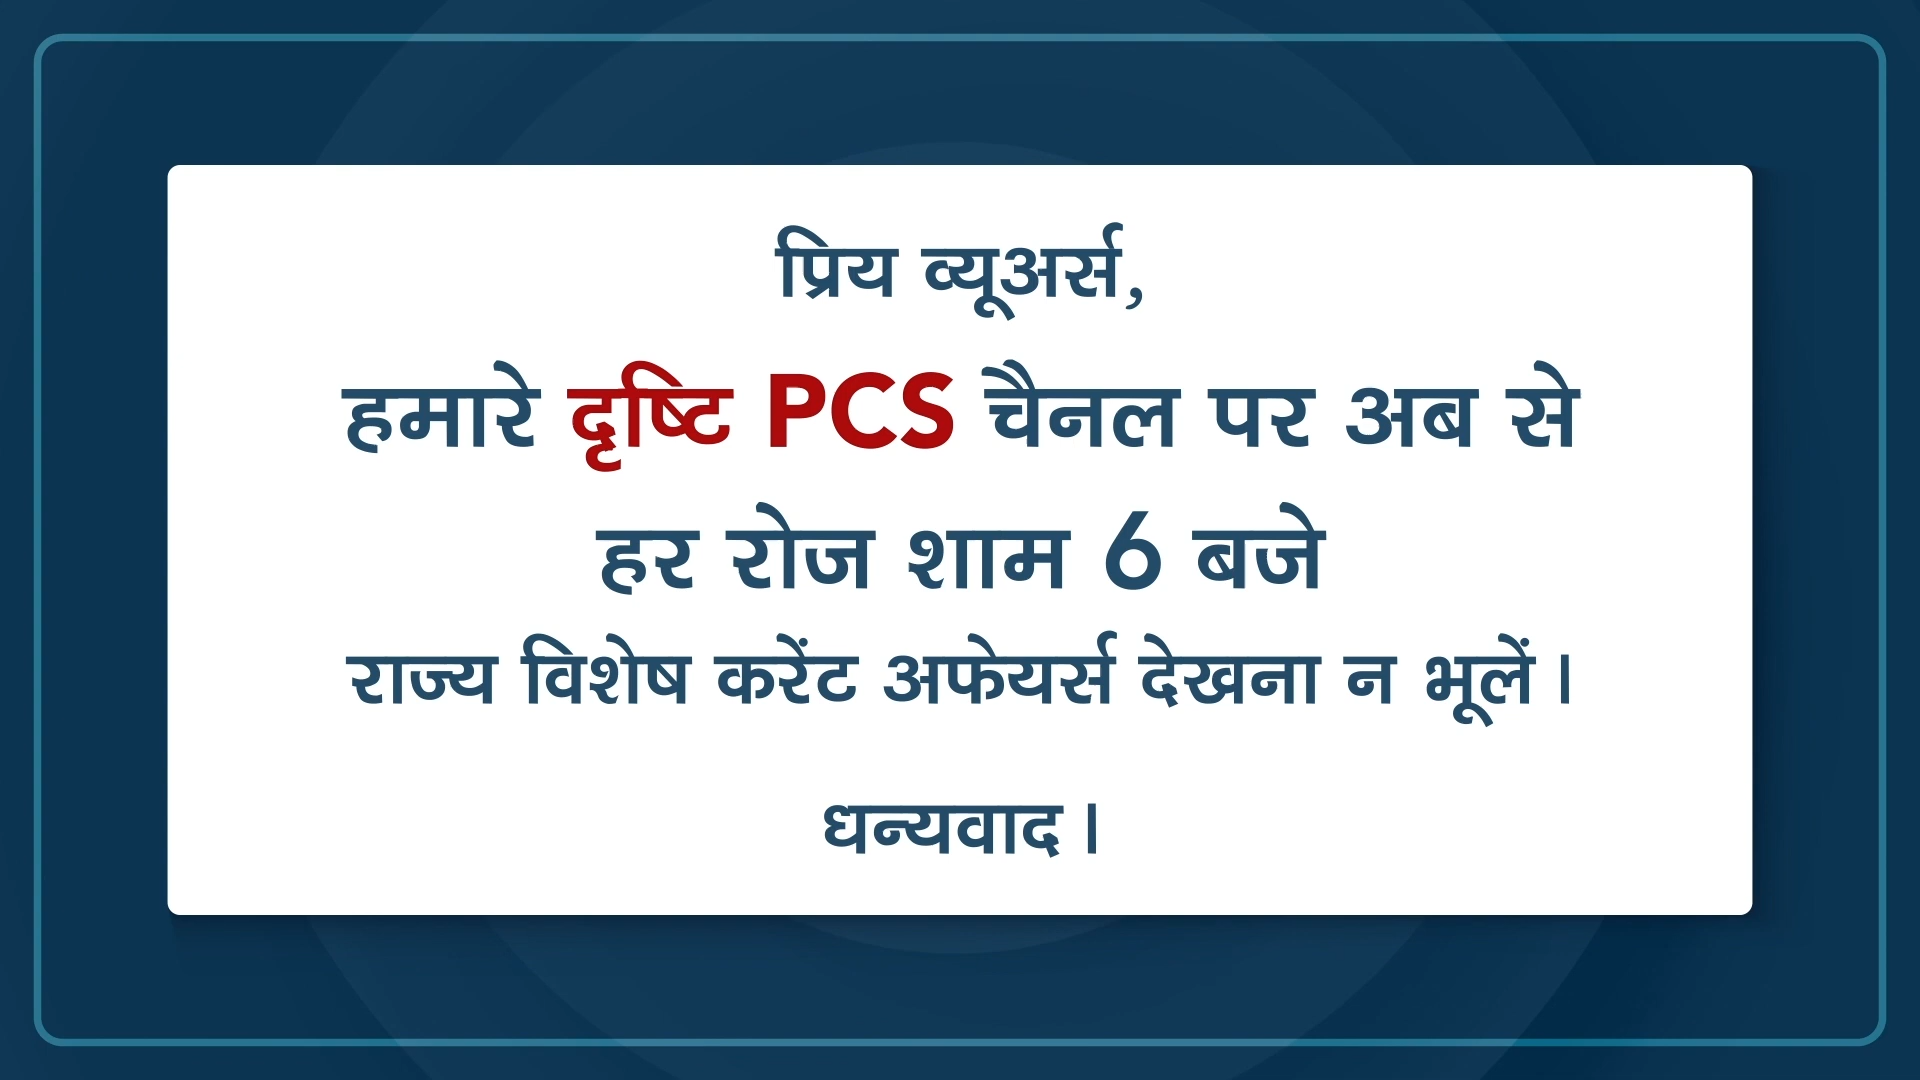 प्रिय व्यूअर्स,
हमारे दृष्टि PCS चैनल पर अब से
हर रोज शाम 6 बजे
राज्य विशेष करेंट अफेयर्स देखना न भूलें।
धन्यवाद।